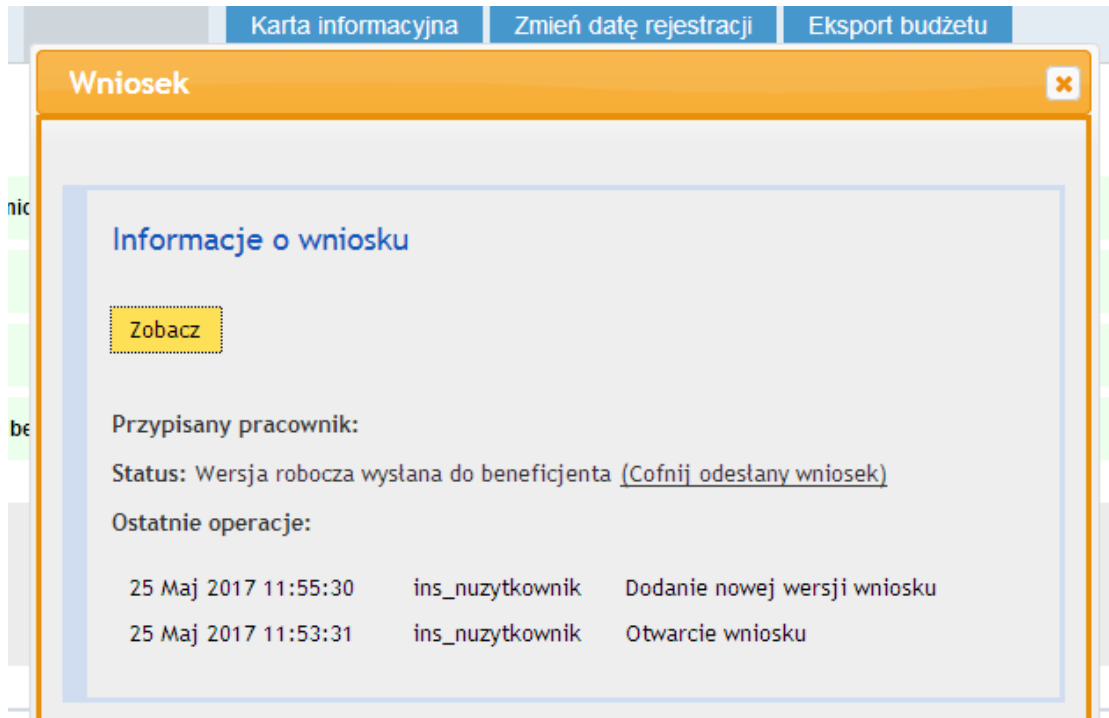 Karta informacyjna Zmień datę rejestracji Eksport budżetu
Wniosek
Informacje o wniosku
Zobacz
Przypisany pracownik:
Status: Wersja robocza wysłana do beneficjenta (Cofnij odesłany wniosek)
Ostatnie operacje:
25 Maj 2017 11:55:30 ins_nuzytkownik Dodanie nowej wersji wniosku
25 Maj 2017 11:53:31 ins_nuzytkownik Otwarcie wniosku